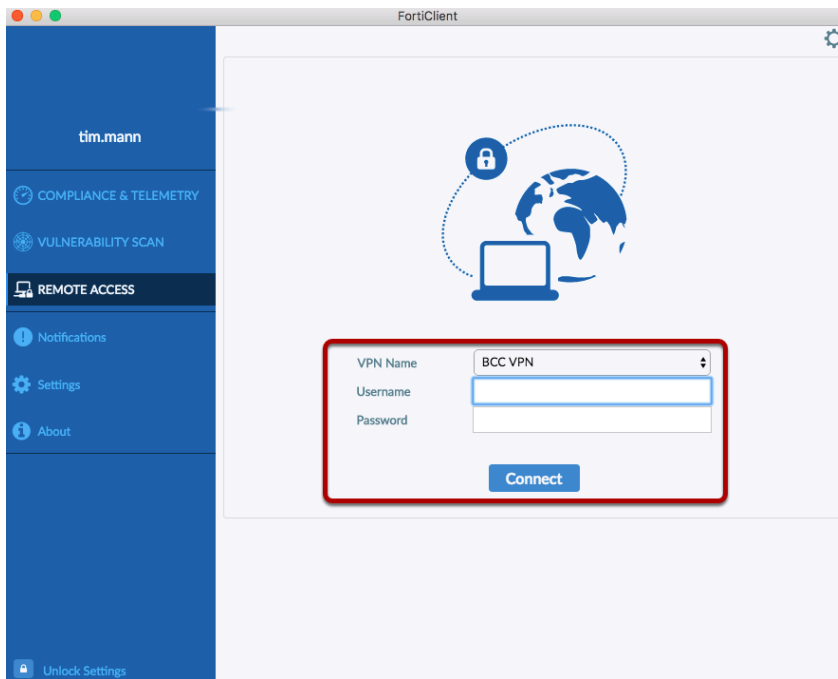 FortiClient
tim.mann
COMPLIANCE & TELEMETRY
VULNERABILITY SCAN
REMOTE ACCESS
Notifications
Settings
About
Unlock Settings
VPN Name
BCC VPN
Username
Password
Connect